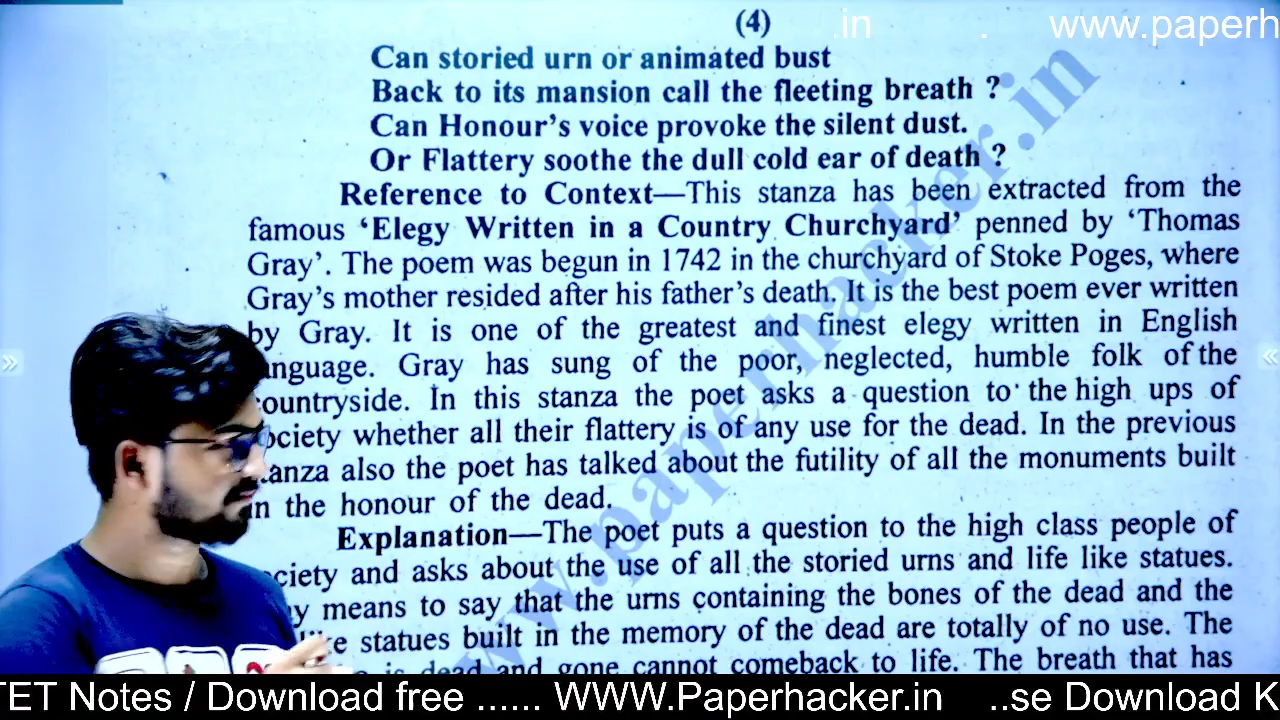 (4)
.in . www.paperh
Can storied urn or animated bust
Back to its mansion call the fleeting breath ?
Can Honour's voice provoke the silent dust.
Or Flattery soothe the dull cold ear of death ?
Reference to Context—This stanza has been extracted from the
famous 'Elegy Written in a Country Churchyard' penned by 'Thomas
Gray'. The poem was begun in 1742 in the churchyard of Stoke Poges, where
Gray's mother resided after his father's death. It is the best poem ever written
by Gray. It is one of the greatest and finest elegy written in English
anguage. Gray has sung of the poor, neglected, humble folk of the
ountryside. In this stanza the poet asks a question to the high ups of
ociety whether all their flattery is of any use for the dead. In the previous
tanza also the poet has talked about the futility of all the monuments built
n the honour of the dead.
Explanation—The poet puts a question to the high class people of
ciety and asks about the use of all the storied urns and life like statues.
y means to say that the urns containing the bones of the dead and the
like statues built in the memory of the dead are totally of no use. The
is dead and gone cannot comeback to life. The breath that has
www.paperhacker.in
TET Notes / Download free ...... WWW.Paperhacker.in ..se Download K